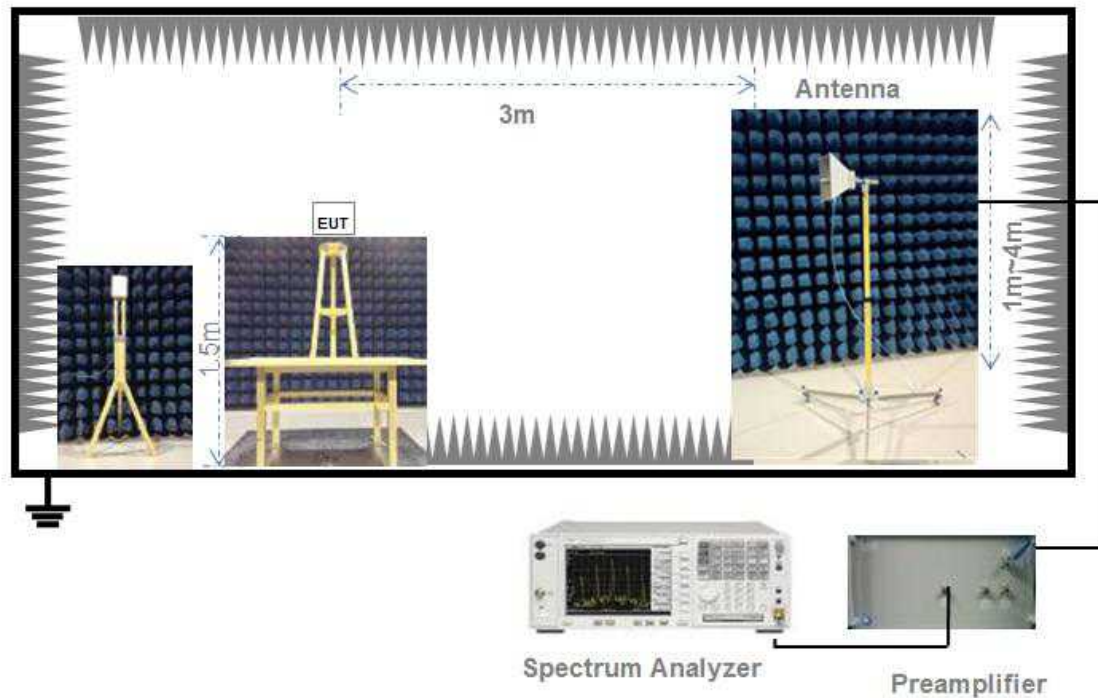 Antenna
3m
EUT
1.5m
1m~4m
Spectrum Analyzer
Preamplifier